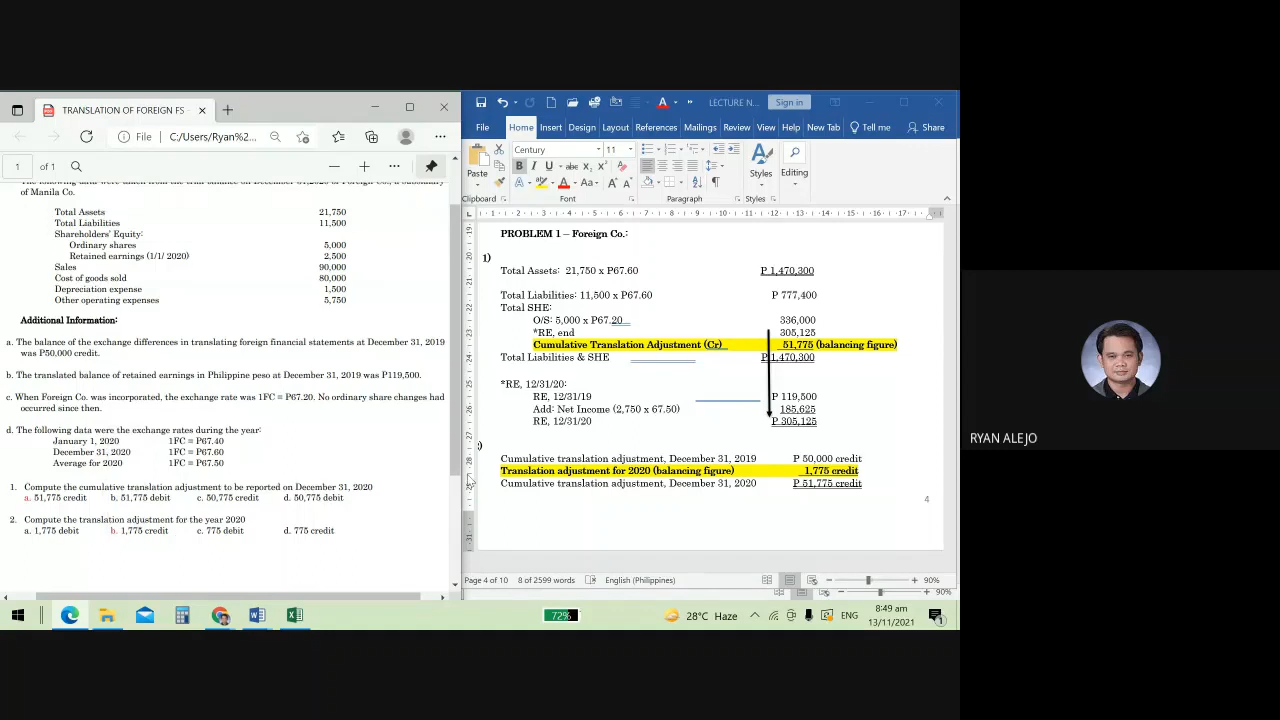 TRANSLATION OF FOREIGN FS
File C:/Users/Ryan%2...
1 of 1
of Manila Co.
Total Assets 21,750
Total Liabilities 11,500
Shareholders' Equity:
Ordinary shares 5,000
Retained earnings (1/1/ 2020) 2,500
Sales 90,000
Cost of goods sold 80,000
Depreciation expense 1,500
Other operating expenses 5,750
Additional Information:
a. The balance of the exchange differences in translating foreign financial statements at December 31, 2019
was P50,000 credit.
b. The translated balance of retained earnings in Philippine peso at December 31, 2019 was P119,500.
c. When Foreign Co. was incorporated, the exchange rate was 1FC = P67.20. No ordinary share changes had
occurred since then.
d. The following data were the exchange rates during the year:
January 1, 2020 1FC = P67.40
December 31, 2020 1FC = P67.60
Average for 2020 1FC = P67.50
1. Compute the cumulative translation adjustment to be reported on December 31, 2020
a. 51,775 credit b. 51,775 debit c. 50,775 credit d. 50,775 debit
2. Compute the translation adjustment for the year 2020
a. 1,775 debit b. 1,775 credit c. 775 debit d. 775 credit
LECTURE N... Sign in
File Home Insert Design Layout References Mailings Review View Help New Tab Tell me Share
Century 11
Paste Styles Editing
Clipboard Font Paragraph Styles
PROBLEM 1 – Foreign Co.:
1)
Total Assets: 21,750 x P67.60 P 1,470,300
Total Liabilities: 11,500 x P67.60 P 777,400
Total SHE:
O/S: 5,000 x P67.20 336,000
*RE, end 305,125
Cumulative Translation Adjustment (Cr) 51,775 (balancing figure)
Total Liabilities & SHE P 1,470,300
*RE, 12/31/20:
RE, 12/31/19 P 119,500
Add: Net Income (2,750 x 67.50) 185,625
RE, 12/31/20 P 305,125
Cumulative translation adjustment, December 31, 2019 P 50,000 credit
Translation adjustment for 2020 (balancing figure) 1,775 credit
Cumulative translation adjustment, December 31, 2020 P 51,775 credit
4
Page 4 of 10 8 of 2599 words English (Philippines) 90%
90%
72% 28°C Haze ENG 8:49 am
13/11/2021
RYAN ALEJO